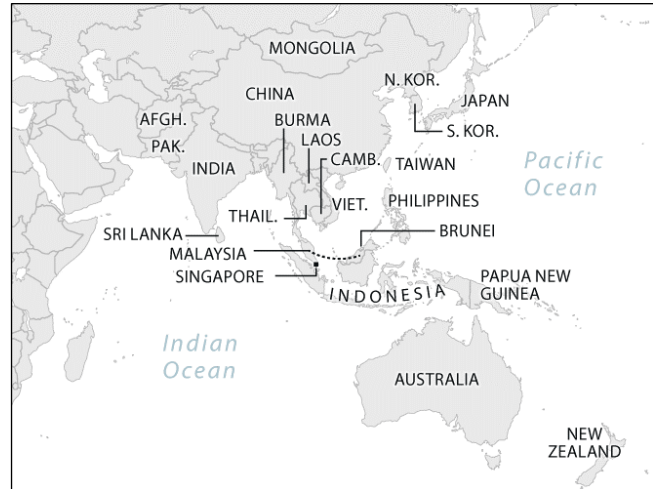 MONGOLIA
N. KOR.
CHINA
JAPAN
AFGH.
BURMA
S. KOR.
LAOS
PAK.
CAMB.
TAIWAN
Pacific
Ocean
INDIA
THAIL.
VIET.
PHILIPPINES
SRI LANKA
BRUNEI
MALAYSIA
SINGAPORE
PAPUA NEW
GUINEA
INDONESIA
Indian
Ocean
AUSTRALIA
NEW
ZEALAND